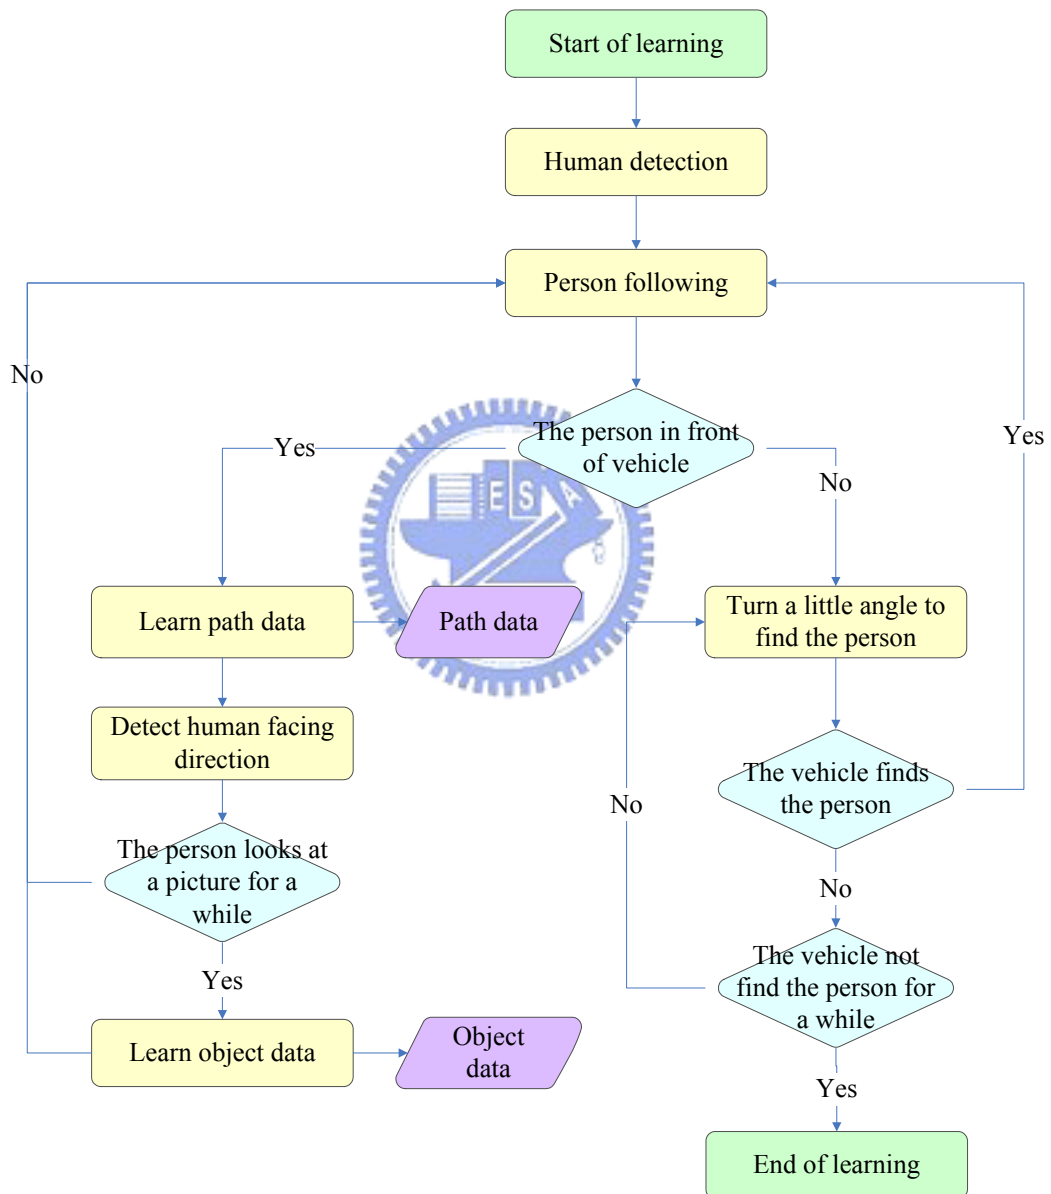 Start of learning
Human detection
Person following
No
The person in front
of vehicle
Yes
Yes
No
E S A
Learn path data
Path data
Turn a little angle to
find the person
Detect human facing
direction
The vehicle finds
the person
No
The person looks at
a picture for a
while
No
Yes
The vehicle not
find the person for
a while
Learn object data
Object
data
Yes
End of learning